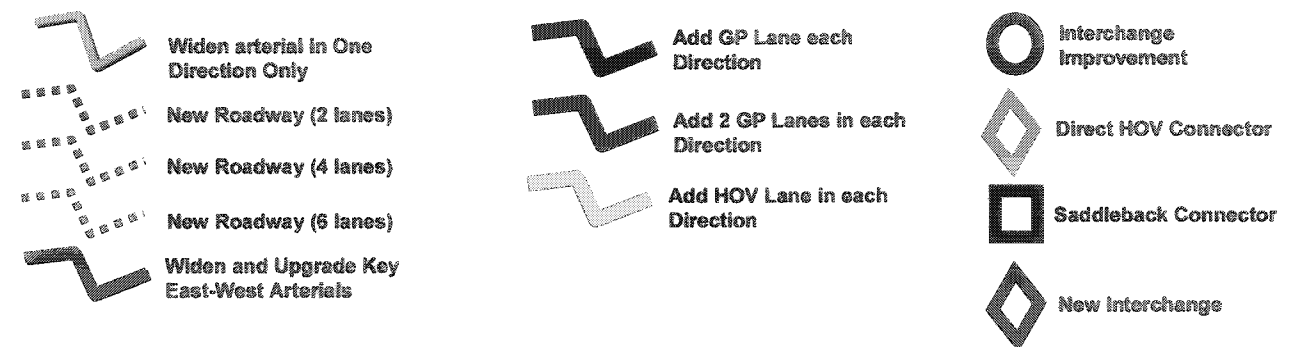 Widen arterial in One
Direction Only
New Roadway (2 lanes)
New Roadway (4 lanes)
New Roadway (6 lanes)
Widen and Upgrade Key
East-West Arterials
Add GP Lane each
Direction
Add 2 GP Lanes in each
Direction
Add HOV Lane in each
Direction
Interchange
Improvement
Direct HOV Connector
Saddleback Connector
New Interchange